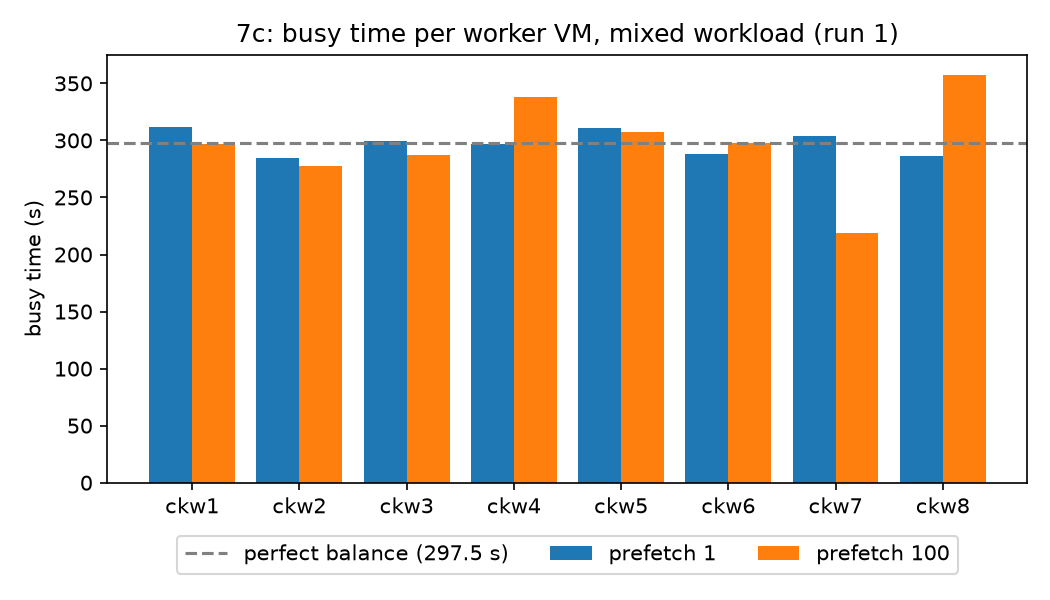 7c: busy time per worker VM, mixed workload (run 1)
busy time (s)
350
300
250
200
150
100
50
0
ckw1 ckw2 ckw3 ckw4 ckw5 ckw6 ckw7 ckw8
perfect balance (297.5 s) prefetch 1 prefetch 100